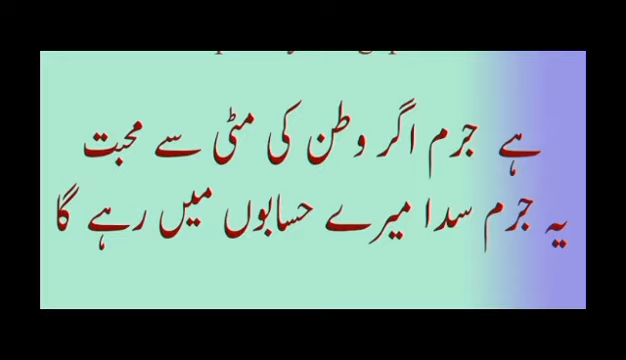 ہے جرم اگر وطن کی مٹی سے محبت
یہ جرم سدا میرے حسابوں میں رہے گا